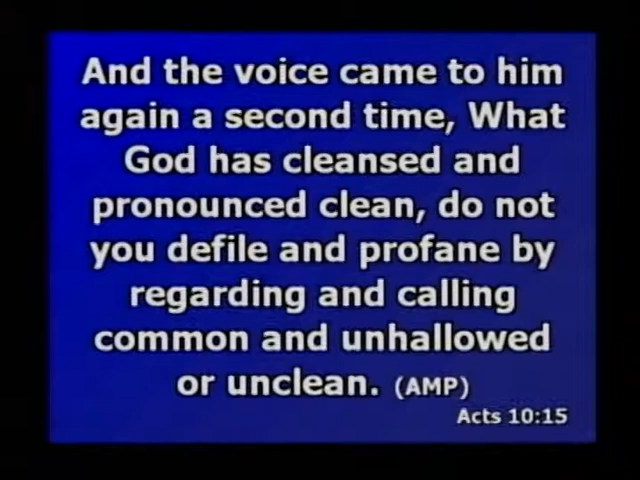 And the voice came to him
again a second time, What
God has cleansed and
pronounced clean, do not
you defile and profane by
regarding and calling
common and unhallowed
or unclean. (AMP)
Acts 10:15